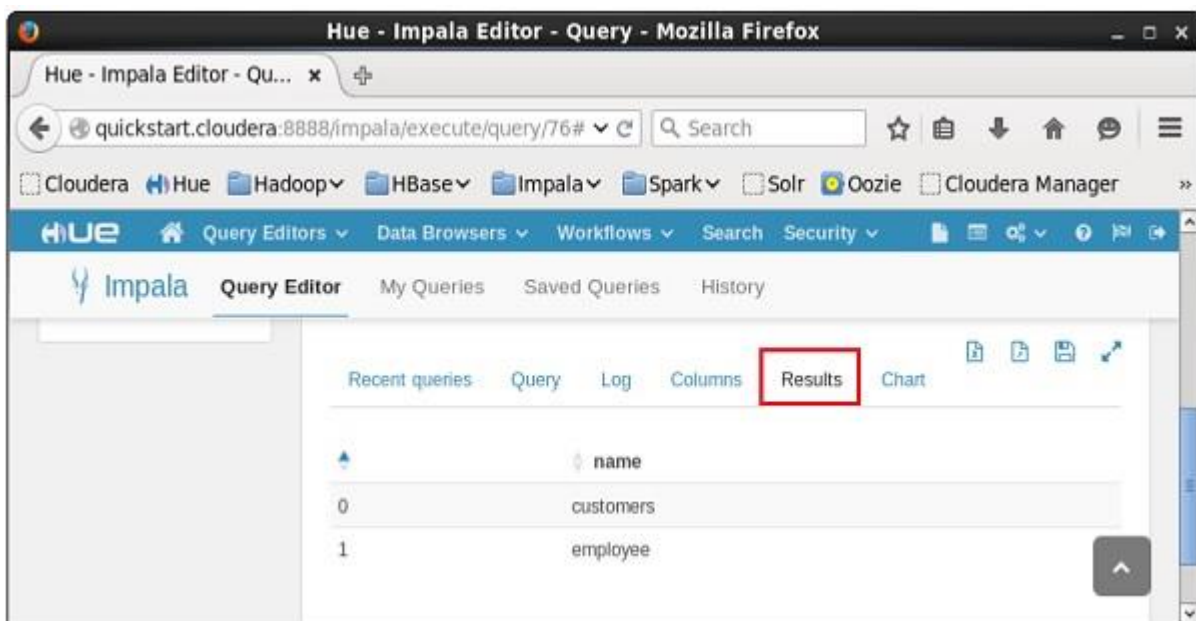 Hue - Impala Editor - Query - Mozilla Firefox
Hue - Impala Editor - Qu...
quickstart.cloudera:8888/impala/execute/query/76# Search
Cloudera Hue Hadoop HBase Impala Spark Solr Oozie Cloudera Manager »
HUE Query Editors Data Browsers Workflows Search Security
Impala Query Editor My Queries Saved Queries History
Recent queries Query Log Columns Results Chart
name
0 customers
1 employee